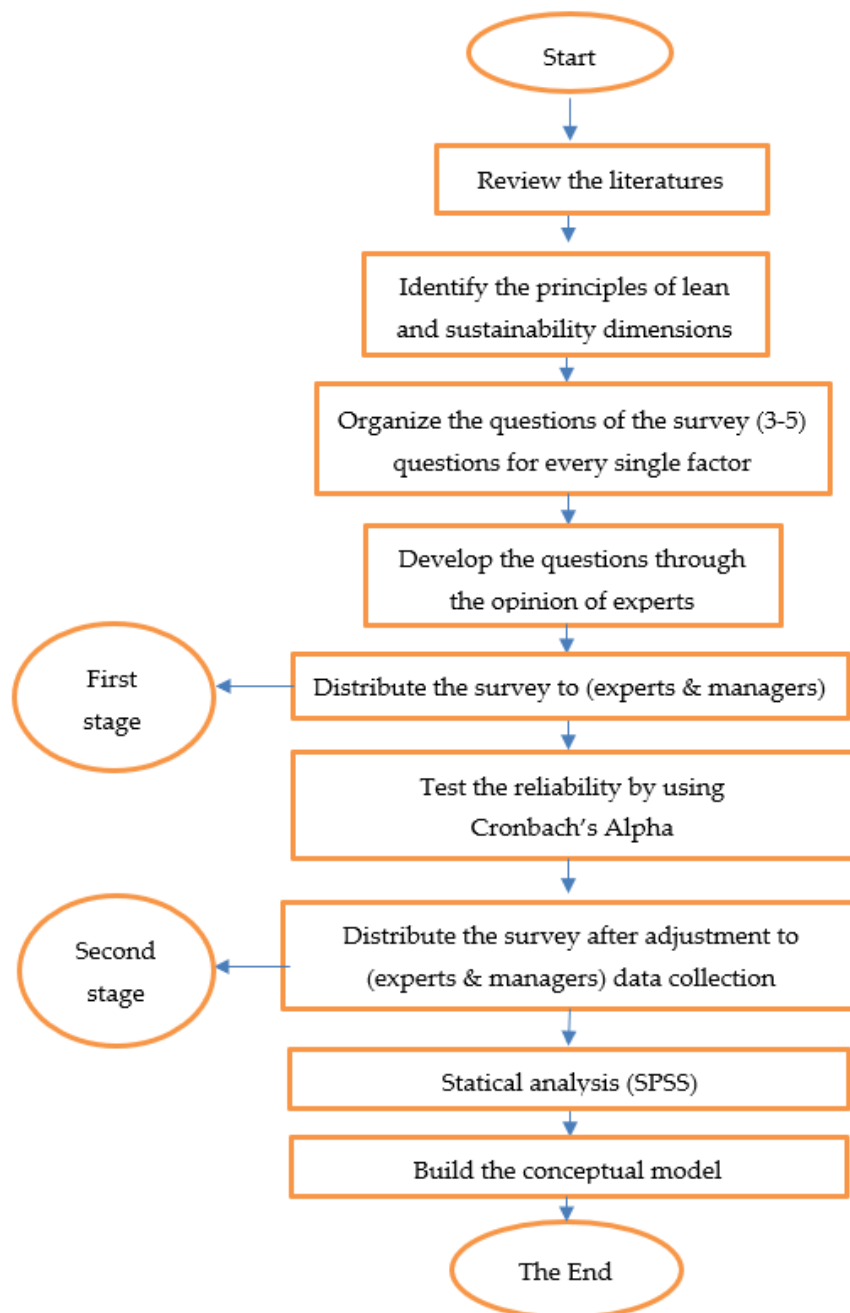 Start
Review the literatures
Identify the principles of lean
and sustainability dimensions
Organize the questions of the survey (3-5)
questions for every single factor
Develop the questions through
the opinion of experts
First
stage
Distribute the survey to (experts & managers)
Test the reliability by using
Cronbach’s Alpha
Second
stage
Distribute the survey after adjustment to
(experts & managers) data collection
Statical analysis (SPSS)
Build the conceptual model
The End